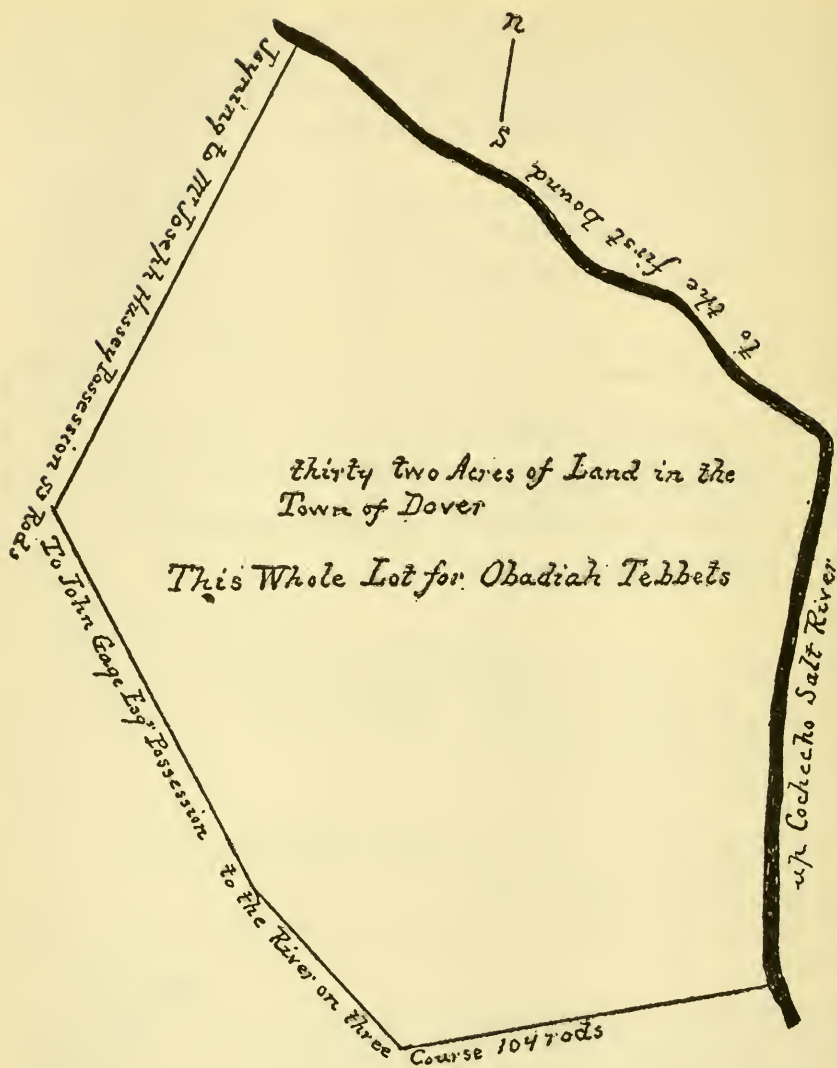 n
s
Joyning to Mr Joseph Hussey Possession 53 Rods
To John Gage Esqr Possession to the River on three Course 104 rods
up Cochecho Salt River
to the first bound,
thirty two Acres of Land in the
Town of Dover
This Whole Lot for Obadiah Tebbets